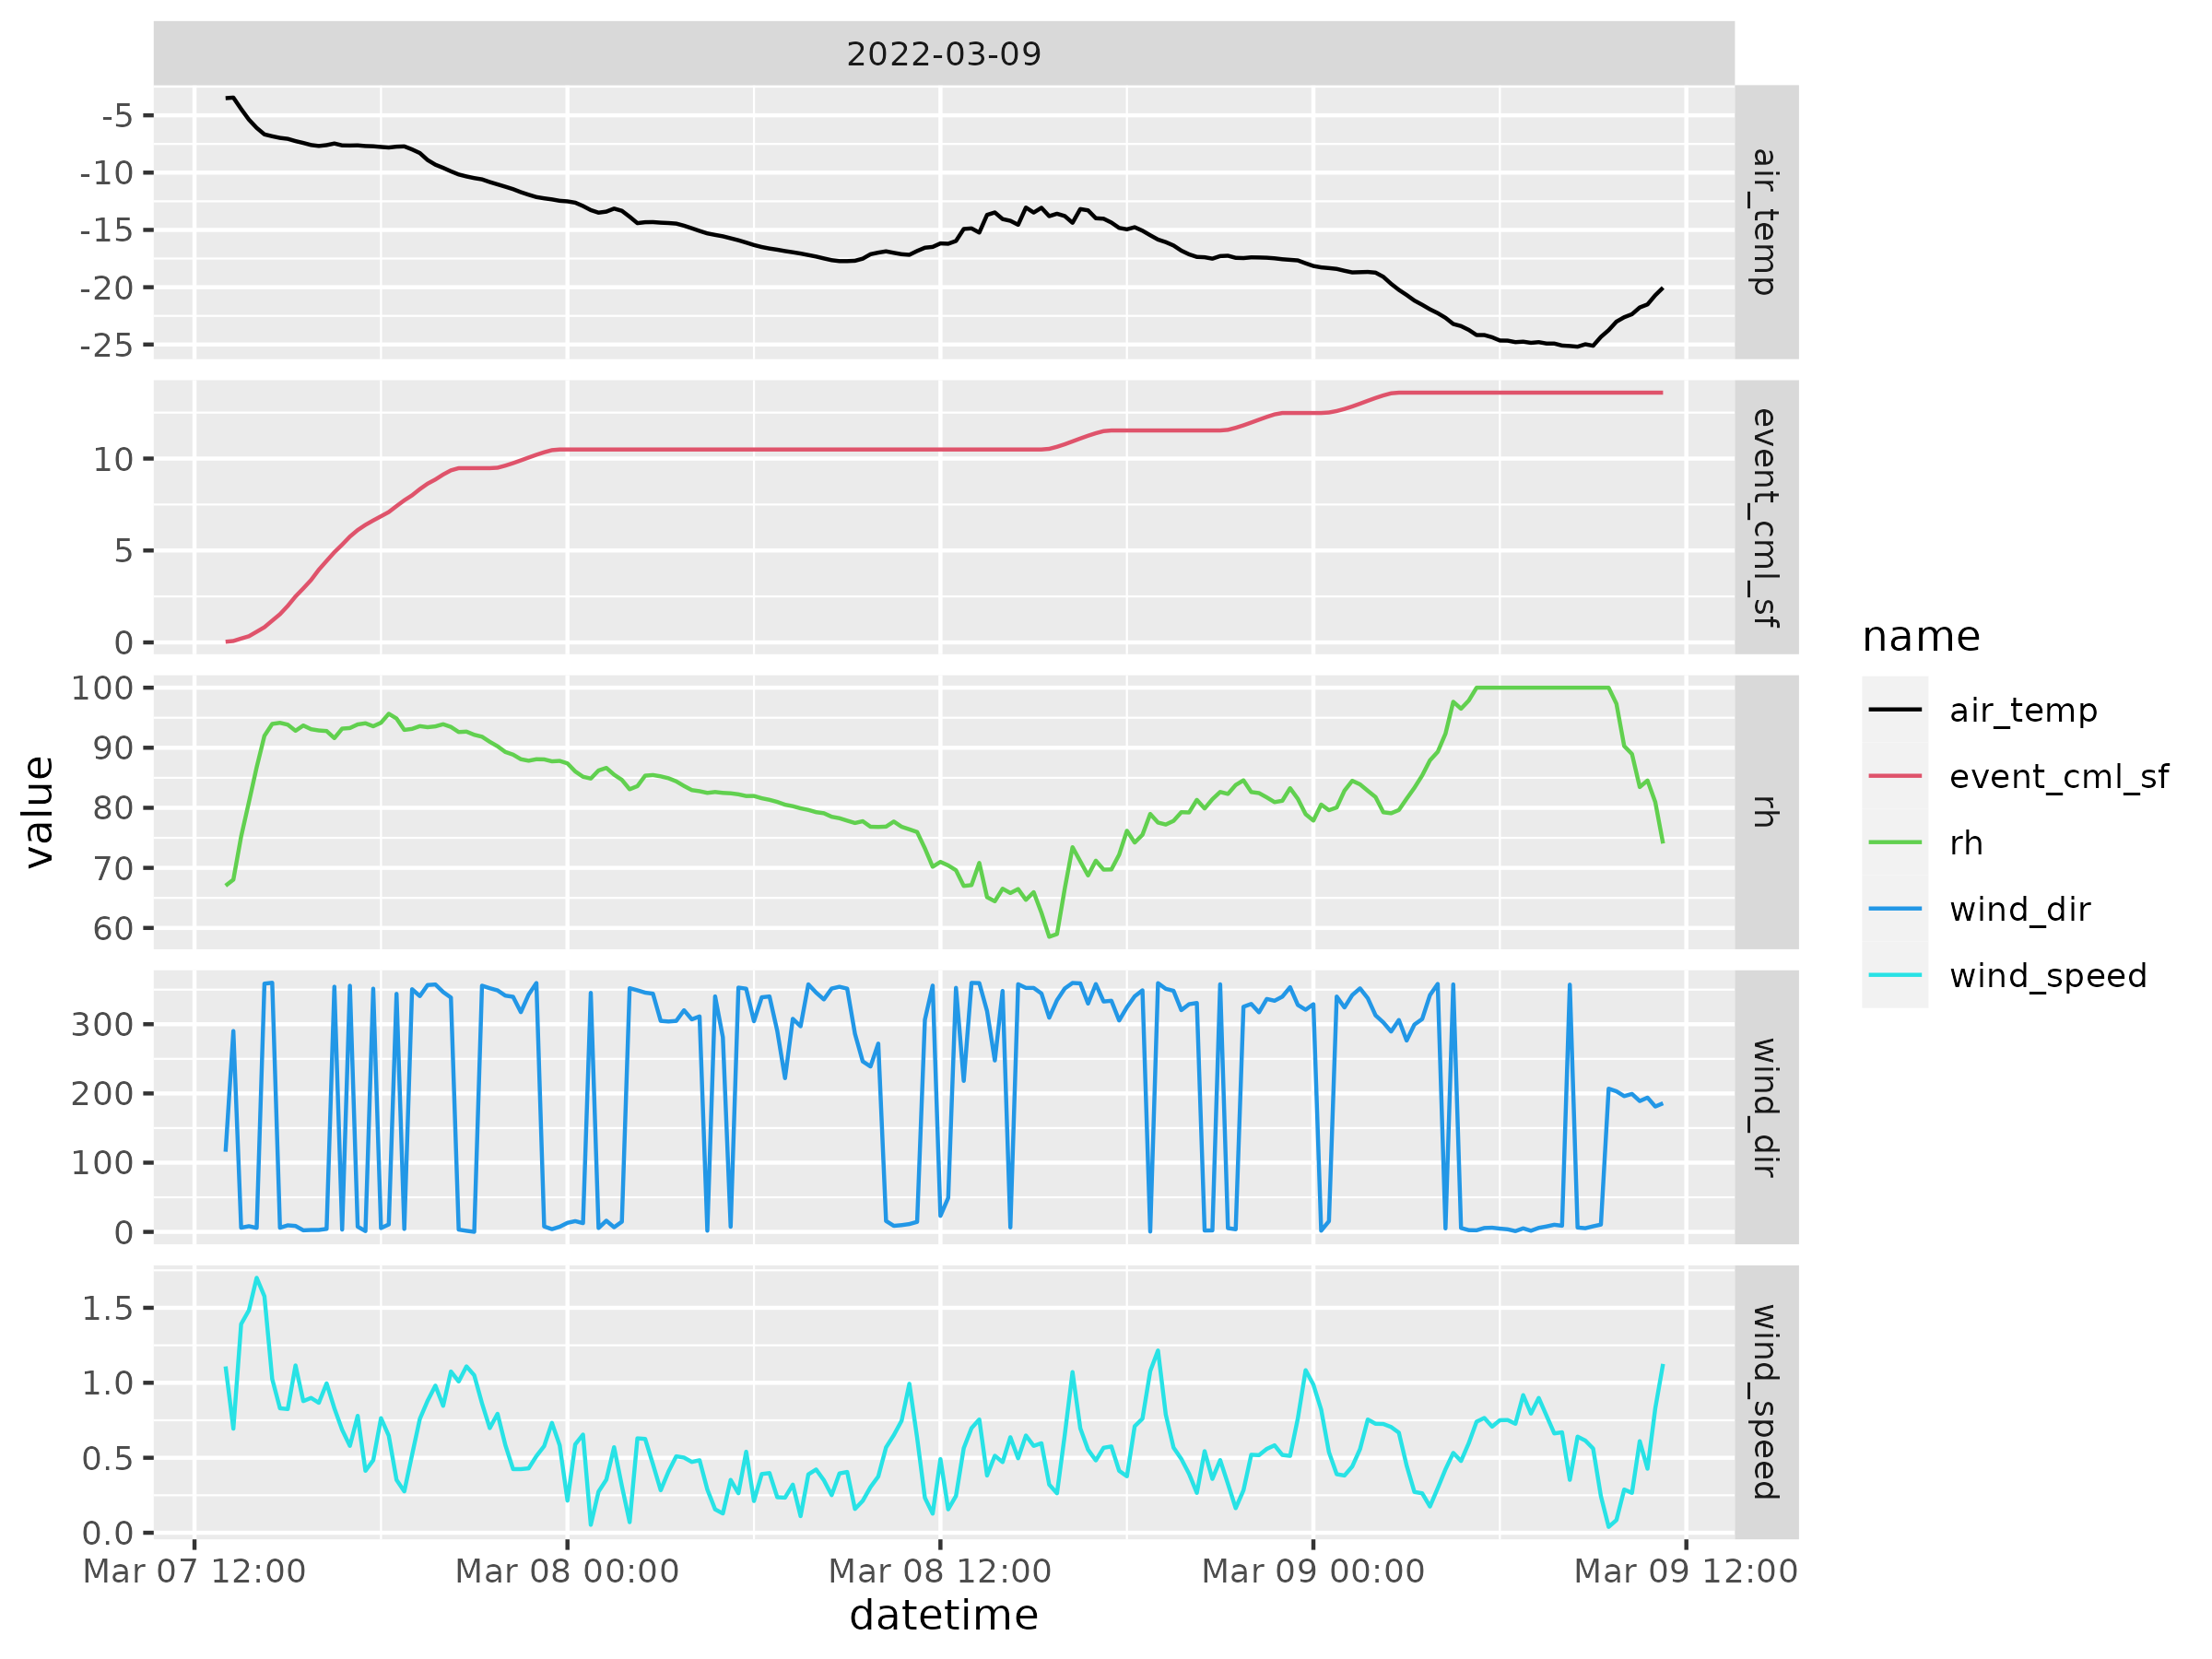 2022-03-09
-5
-10
-15
-20
-25
air_temp
10
5
0
event_cml_sf
100
90
80
70
60
rh
300
200
100
0
wind_dir
1.5
1.0
0.5
0.0
wind_speed
Mar 07 12:00 Mar 08 00:00 Mar 08 12:00 Mar 09 00:00 Mar 09 12:00
datetime
value
name
air_temp
event_cml_sf
rh
wind_dir
wind_speed